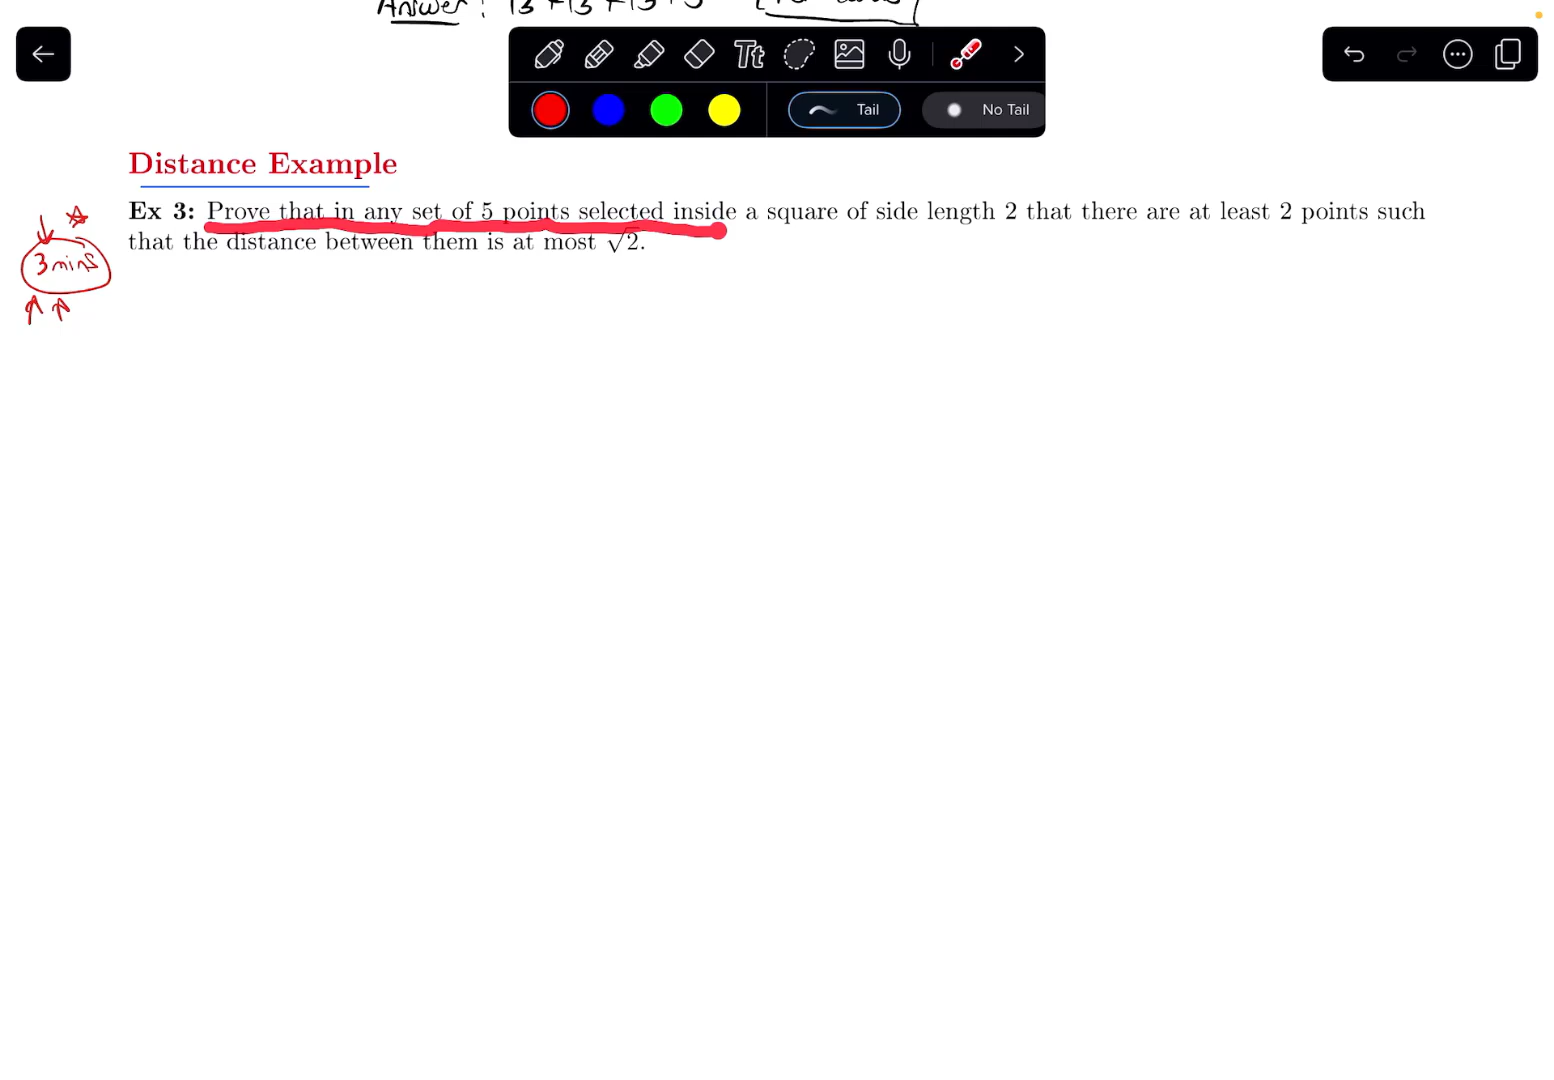 Answer:
Tt
Tail
No Tail
Distance Example
Ex 3: Prove that in any set of 5 points selected inside a square of side length 2 that there are at least 2 points such
that the distance between them is at most √2.
3 mins